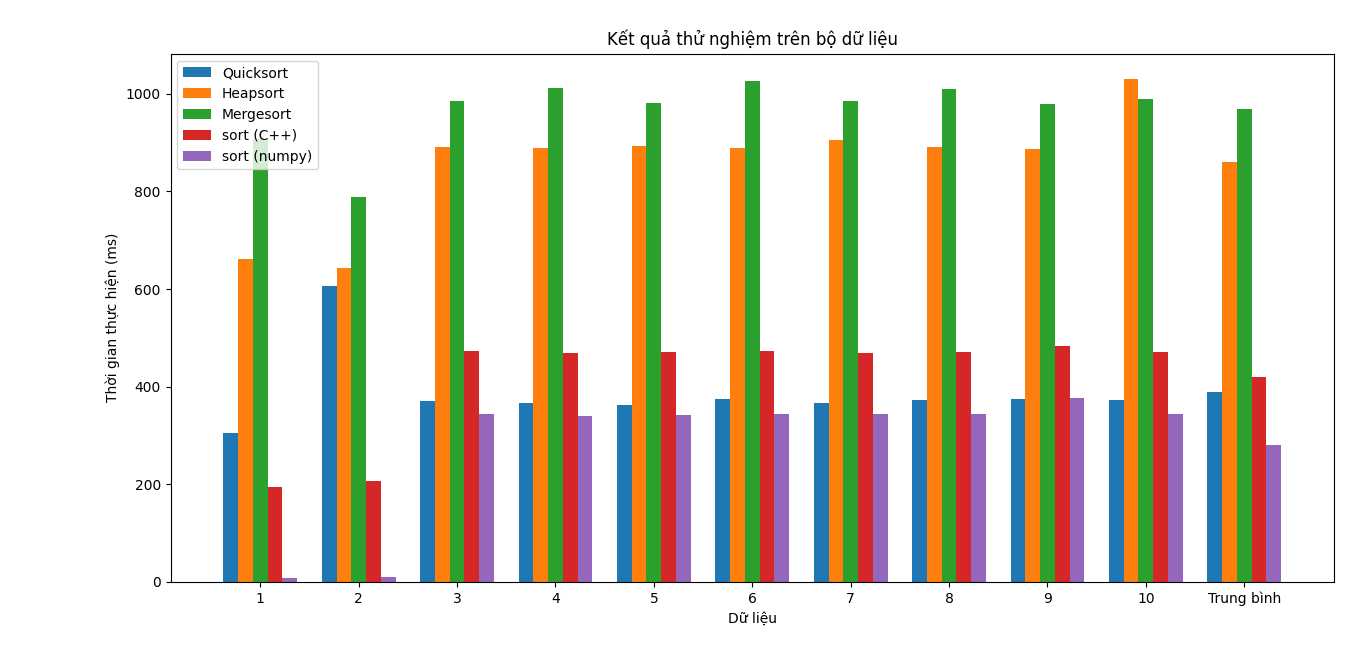 Kết quả thử nghiệm trên bộ dữ liệu
Quicksort
Heapsort
Mergesort
sort (C++)
sort (numpy)
Thời gian thực hiện (ms)
1000
800
600
400
200
0
1 2 3 4 5 6 7 8 9 10 Trung bình
Dữ liệu